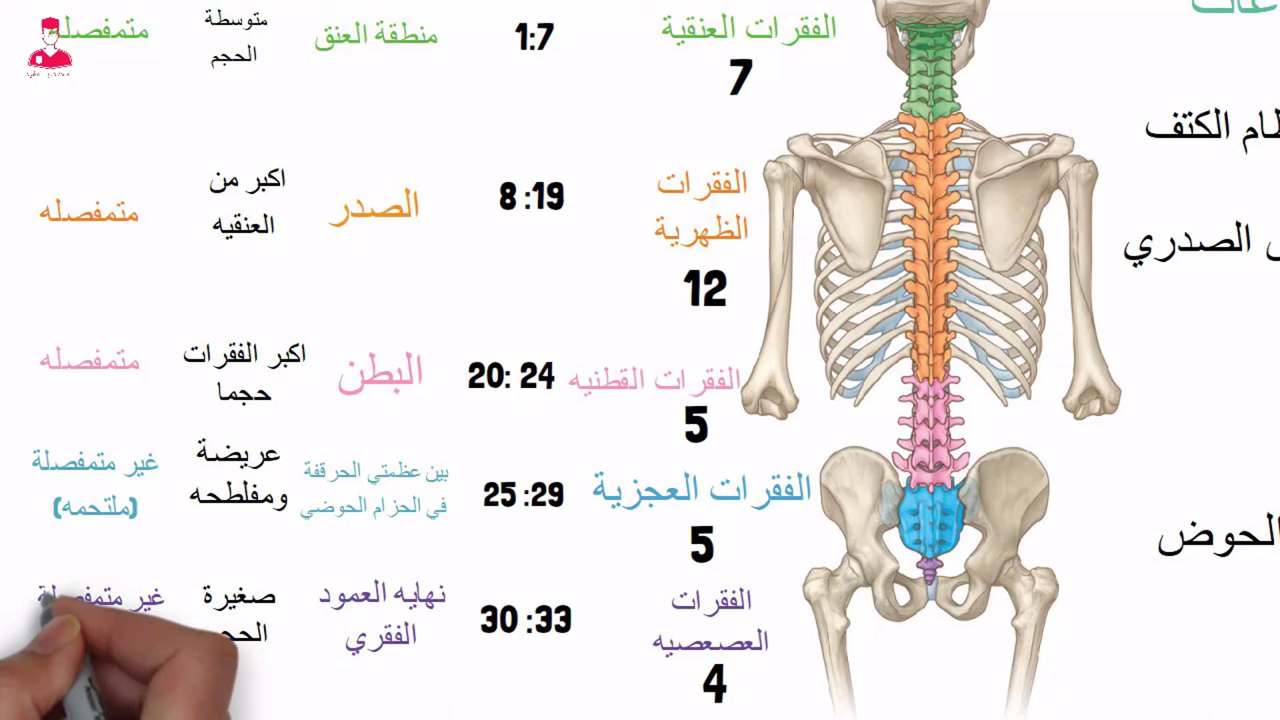 الفقرات العنقية
7
1:7
منطقة العنق
متوسطة
الحجم
متمفصله
الفقرات
الظهرية
12
8 :19
الصدر
اكبر من
العنقيه
متمفصله
الفقرات القطنيه
5
20: 24
البطن
اكبر الفقرات
حجما
متمفصله
الفقرات العجزية
5
25 :29
بين عظمتي الحرقفة
في الحزام الحوضي
عريضة
ومفلطحه
غير متمفصلة
(ملتحمه)
الفقرات
العصعصيه
4
30 :33
نهايه العمود
الفقري
صغيرة
غير متمفصلة
الكتف
الصدري
الحوض